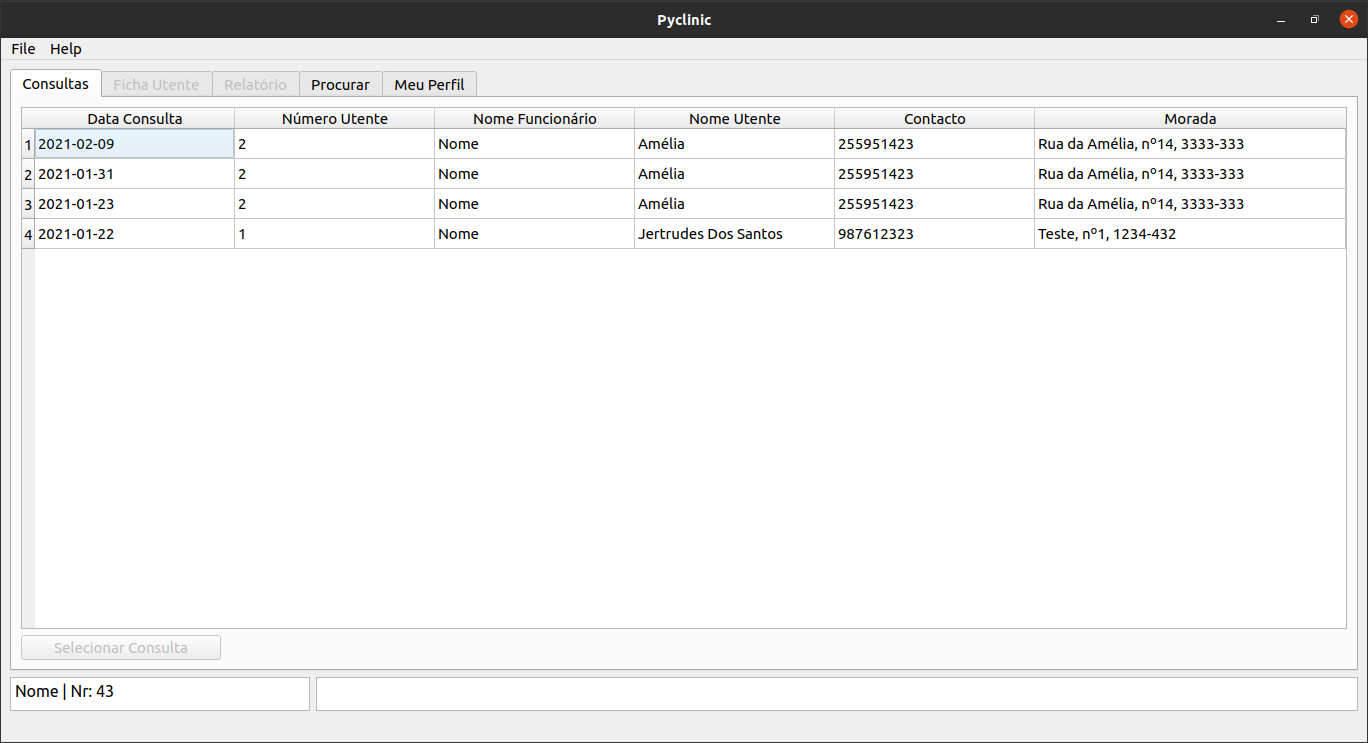 Pyclinic
File Help
Consultas Ficha Utente Relatório Procurar Meu Perfil
Data Consulta Número Utente Nome Funcionário Nome Utente Contacto Morada
1 2021-02-09 2 Nome Amélia 255951423 Rua da Amélia, nº14, 3333-333
2 2021-01-31 2 Nome Amélia 255951423 Rua da Amélia, nº14, 3333-333
3 2021-01-23 2 Nome Amélia 255951423 Rua da Amélia, nº14, 3333-333
4 2021-01-22 1 Nome Jertrudes Dos Santos 987612323 Teste, nº1, 1234-432
Selecionar Consulta
Nome | Nr: 43